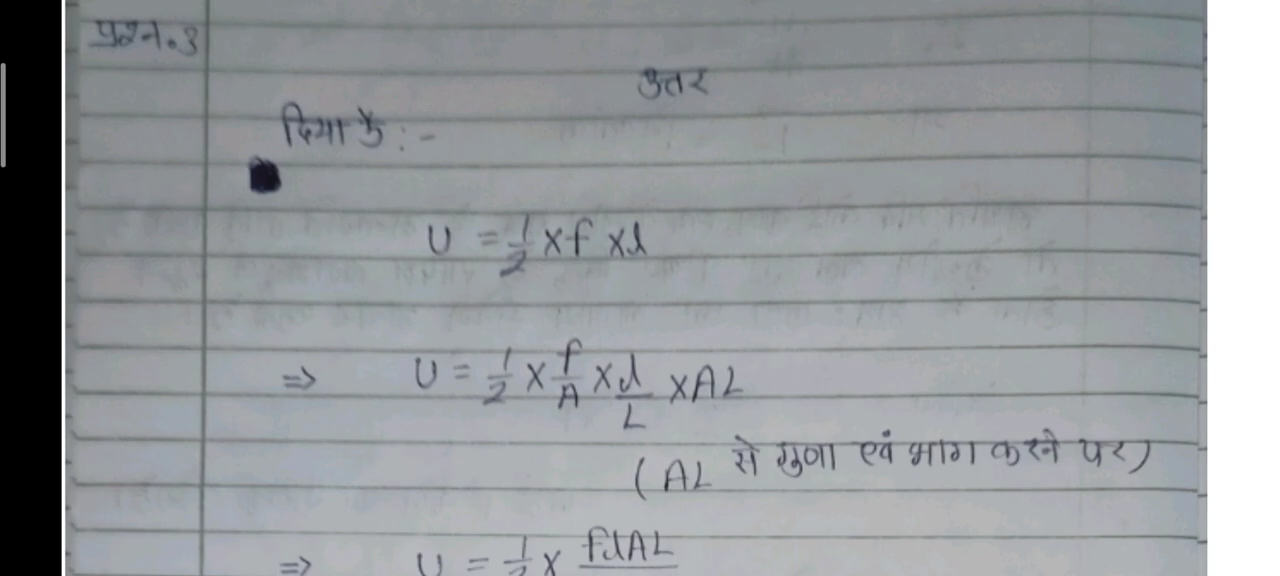 प्रश्न.3
उत्तर
दिया है :-
U = 1/2 × f × l
=> U = 1/2 × f/A × l/L × AL
(AL से गुणा एवं भाग करने पर)
=> U = 1/2 × flAL